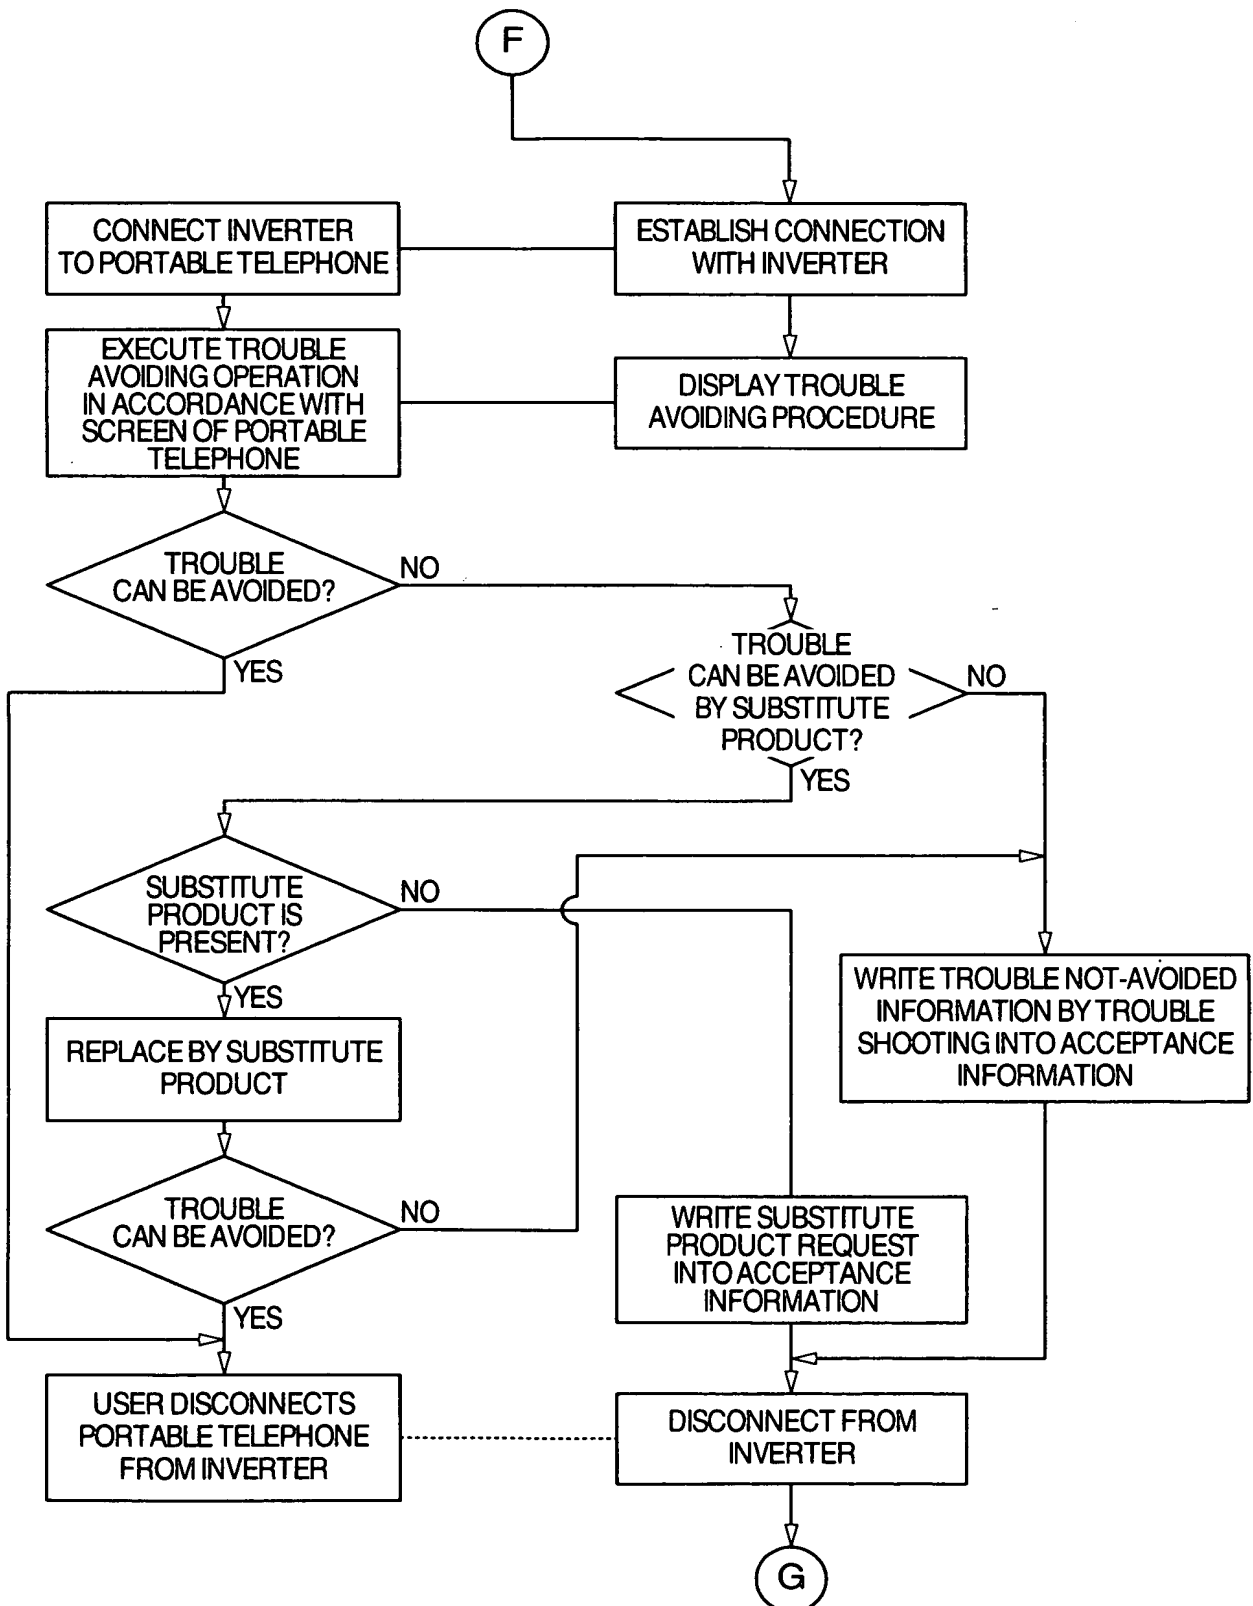 F
CONNECT INVERTER
TO PORTABLE TELEPHONE
ESTABLISH CONNECTION
WITH INVERTER
EXECUTE TROUBLE
AVOIDING OPERATION
IN ACCORDANCE WITH
SCREEN OF PORTABLE
TELEPHONE
DISPLAY TROUBLE
AVOIDING PROCEDURE
TROUBLE
CAN BE AVOIDED?
NO
YES
TROUBLE
CAN BE AVOIDED
BY SUBSTITUTE
PRODUCT?
NO
YES
SUBSTITUTE
PRODUCT IS
PRESENT?
NO
YES
WRITE TROUBLE NOT-AVOIDED
INFORMATION BY TROUBLE
SHOOTING INTO ACCEPTANCE
INFORMATION
REPLACE BY SUBSTITUTE
PRODUCT
TROUBLE
CAN BE AVOIDED?
NO
YES
WRITE SUBSTITUTE
PRODUCT REQUEST
INTO ACCEPTANCE
INFORMATION
USER DISCONNECTS
PORTABLE TELEPHONE
FROM INVERTER
DISCONNECT FROM
INVERTER
G